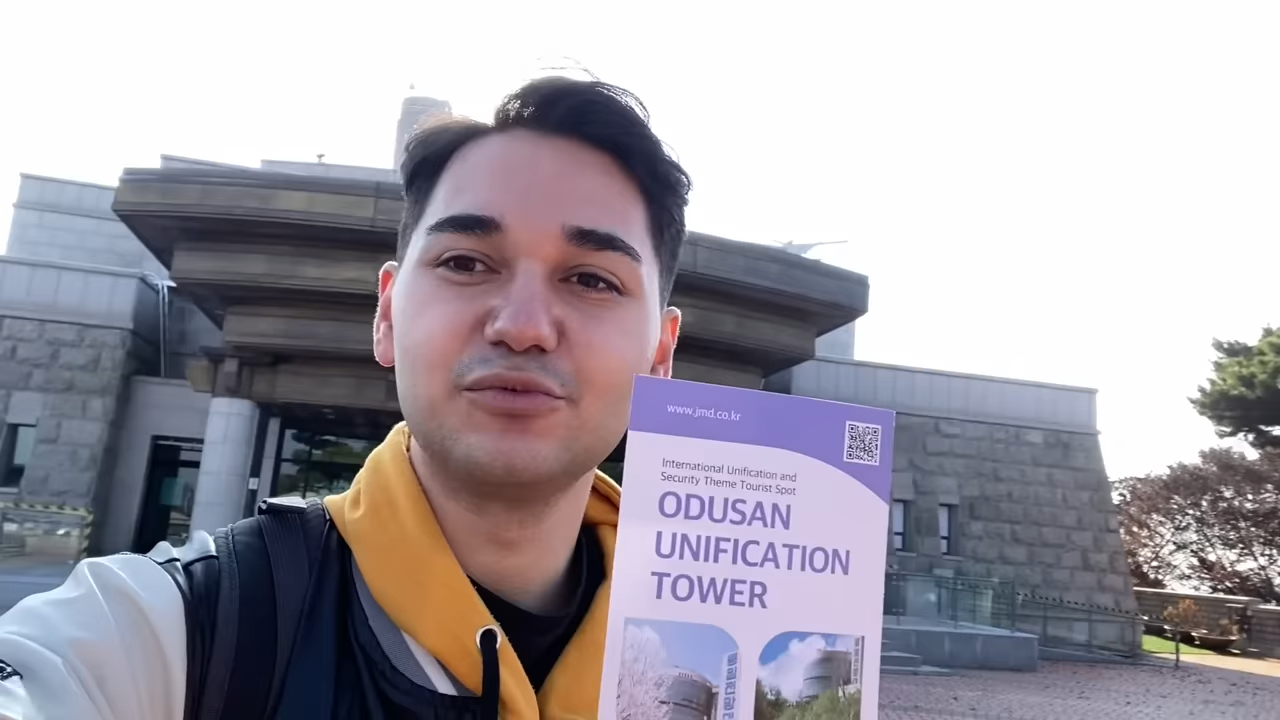 www.jmd.co.kr
International Unification and
Security Theme Tourist Spot
ODUSAN
UNIFICATION
TOWER